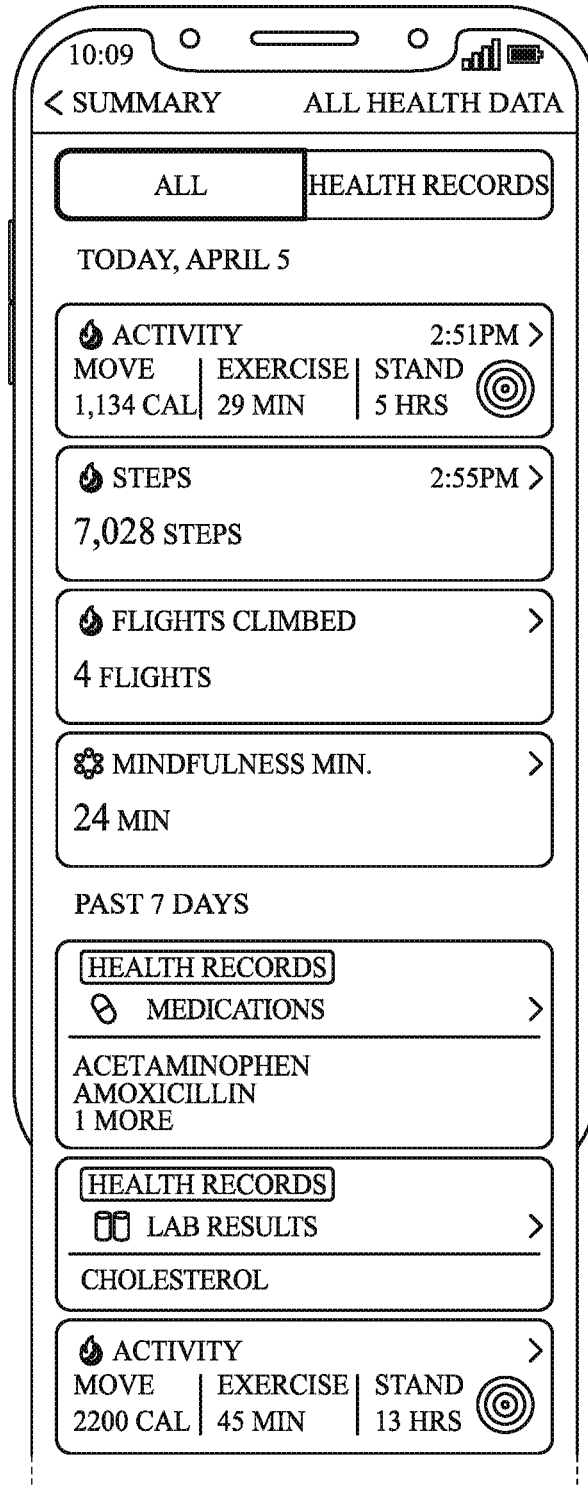 10:09
< SUMMARY ALL HEALTH DATA
ALL HEALTH RECORDS
TODAY, APRIL 5
ACTIVITY 2:51PM >
MOVE EXERCISE STAND
1,134 CAL 29 MIN 5 HRS
STEPS 2:55PM >
7,028 STEPS
FLIGHTS CLIMBED >
4 FLIGHTS
MINDFULNESS MIN. >
24 MIN
PAST 7 DAYS
HEALTH RECORDS
MEDICATIONS >
ACETAMINOPHEN
AMOXICILLIN
1 MORE
HEALTH RECORDS
LAB RESULTS >
CHOLESTEROL
ACTIVITY >
MOVE EXERCISE STAND
2200 CAL 45 MIN 13 HRS